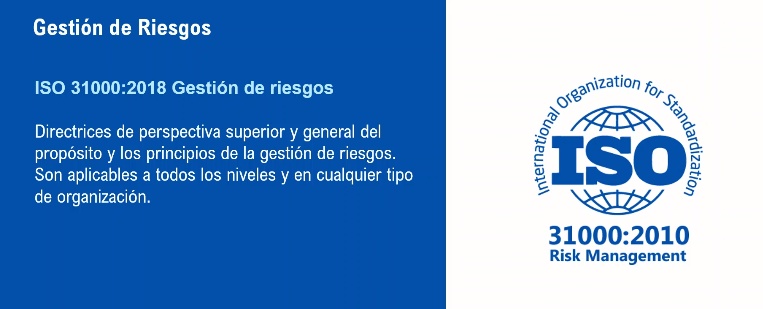 Gestión de Riesgos
ISO 31000:2018 Gestión de riesgos
Directrices de perspectiva superior y general del
propósito y los principios de la gestión de riesgos.
Son aplicables a todos los niveles y en cualquier tipo
de organización.
International Organization for Standardization
ISO
31000:2010
Risk Management